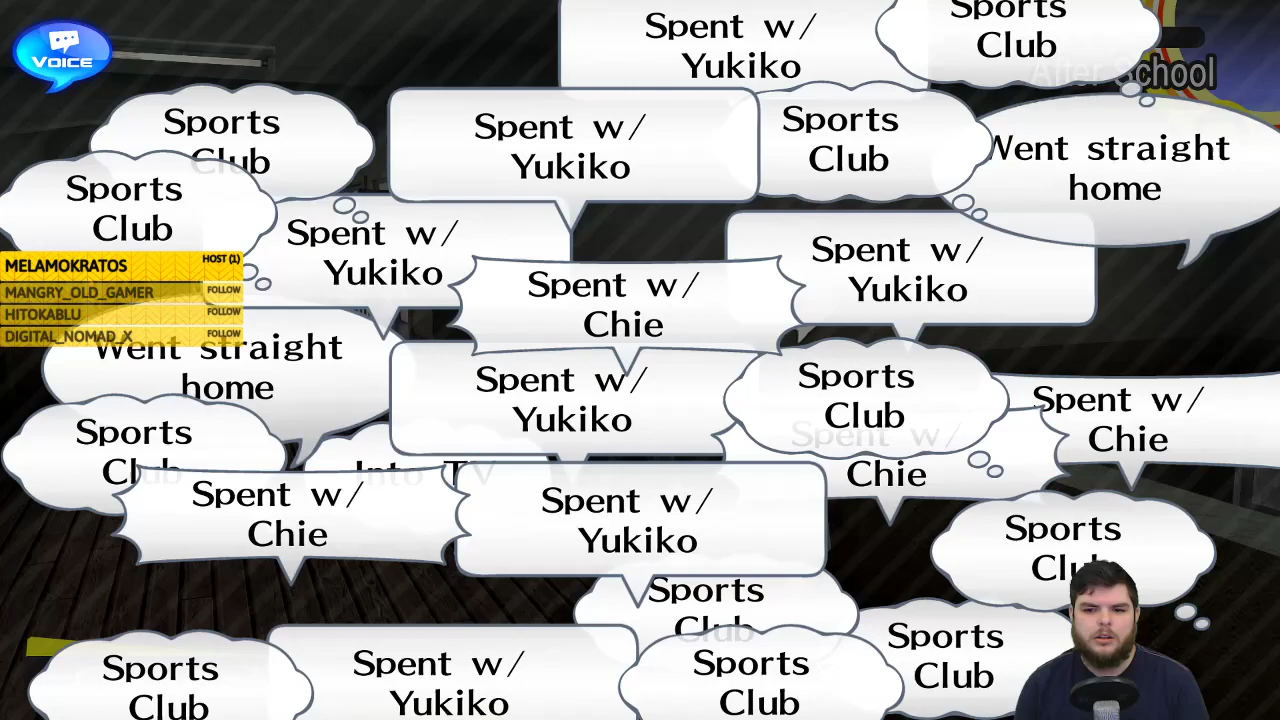 VOICE
Spent w/
Yukiko
Sports
Club
After School
Sports
Club
Spent w/
Yukiko
Sports
Club
Went straight
home
Sports
Club
Spent w/
Yukiko
Spent w/
Chie
Spent w/
Yukiko
MELAMOKRATOS
HOST (1)
MANGRY_OLD_GAMER
FOLLOW
HITOKABLU
FOLLOW
DIGITAL_NOMAD_X
FOLLOW
Went straight
home
Spent w/
Yukiko
Sports
Club
Spent w/
Chie
Spent w/
Chie
Sports
Club
Into TV
Spent w/
Chie
Spent w/
Yukiko
Sports
Club
Sports
Club
Sports
Club
Sports
Club
Spent w/
Yukiko
Sports
Club